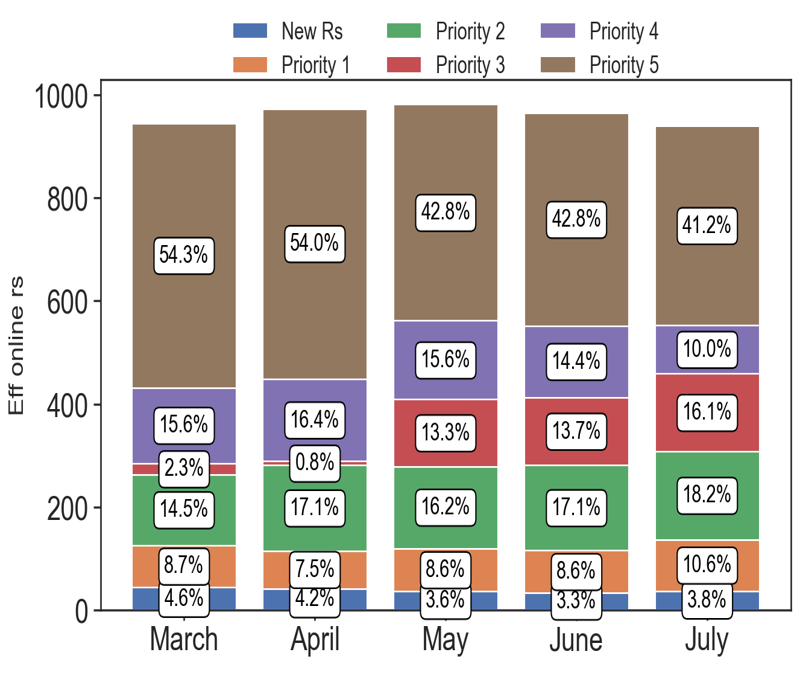 New Rs Priority 2 Priority 4
Priority 1 Priority 3 Priority 5
1000
800
600
400
200
0
Eff online rs
54.3% 54.0% 42.8% 42.8% 41.2%
15.6% 16.4% 15.6% 14.4% 10.0%
2.3% 0.8% 13.3% 13.7% 16.1%
14.5% 17.1% 16.2% 17.1% 18.2%
8.7% 7.5% 8.6% 8.6% 10.6%
4.6% 4.2% 3.6% 3.3% 3.8%
March April May June July